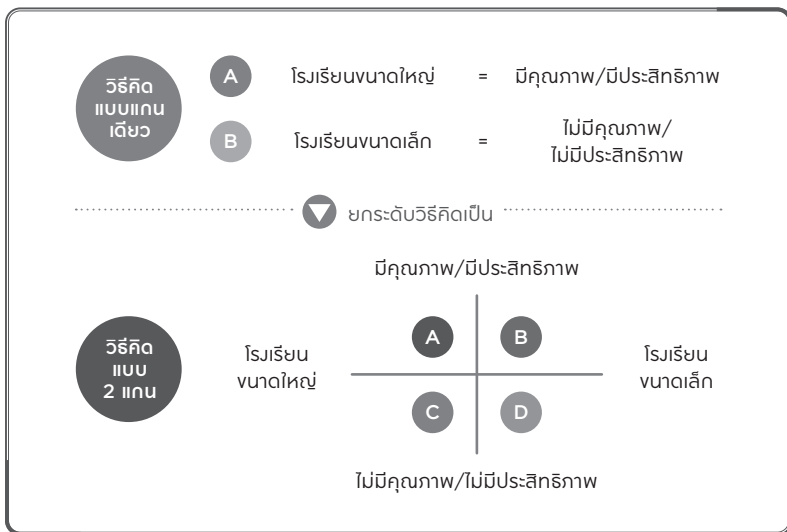 วิธีคิด
แบบแกน
เดียว
A โรงเรียนขนาดใหญ่ = มีคุณภาพ/มีประสิทธิภาพ
B โรงเรียนขนาดเล็ก = ไม่มีคุณภาพ/
ไม่มีประสิทธิภาพ
ยกระดับวิธีคิดเป็น
มีคุณภาพ/มีประสิทธิภาพ
วิธีคิด
แบบ
2 แกน
โรงเรียน
ขนาดใหญ่
A B
C D
โรงเรียน
ขนาดเล็ก
ไม่มีคุณภาพ/ไม่มีประสิทธิภาพ